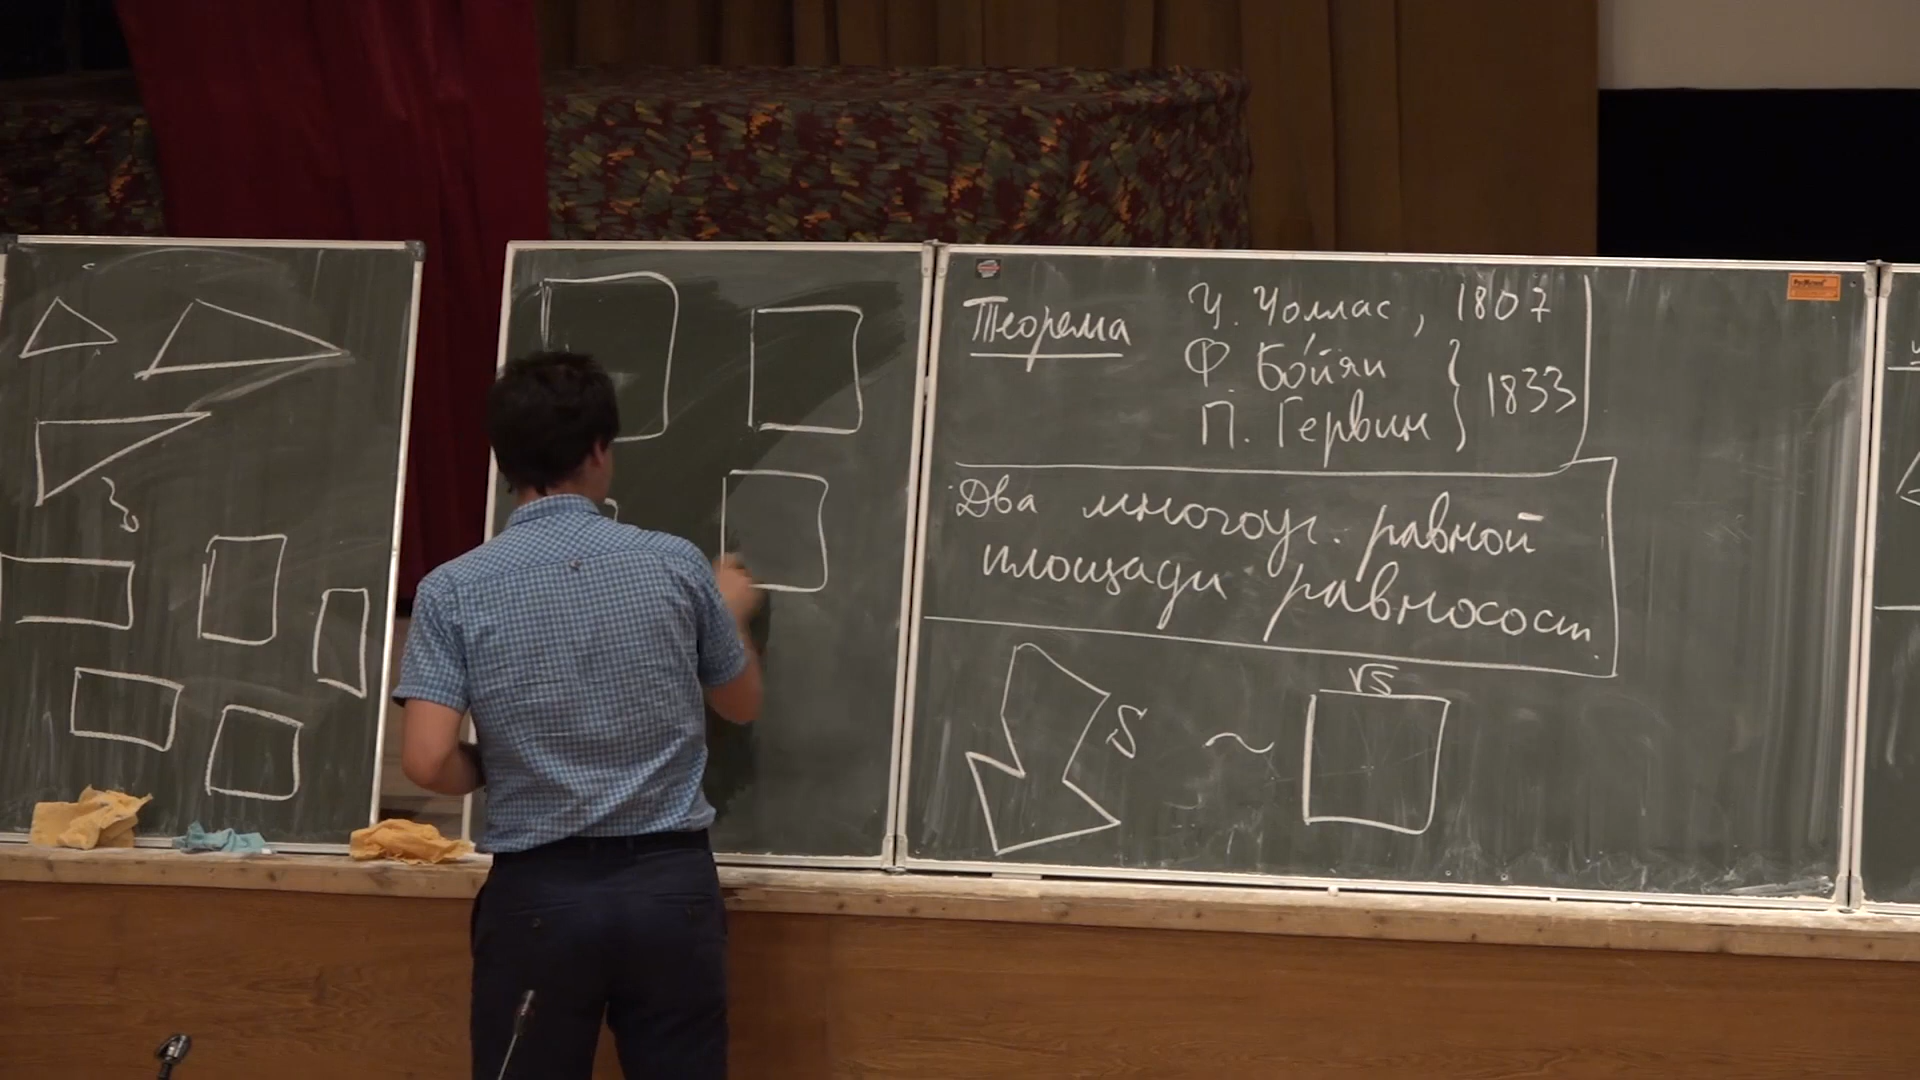 Теорема
У. Уоллас, 1807
Ф. Бойяи
П. Гервин } 1833
Два многоуг. равной
площади равносост.
S ~ √S